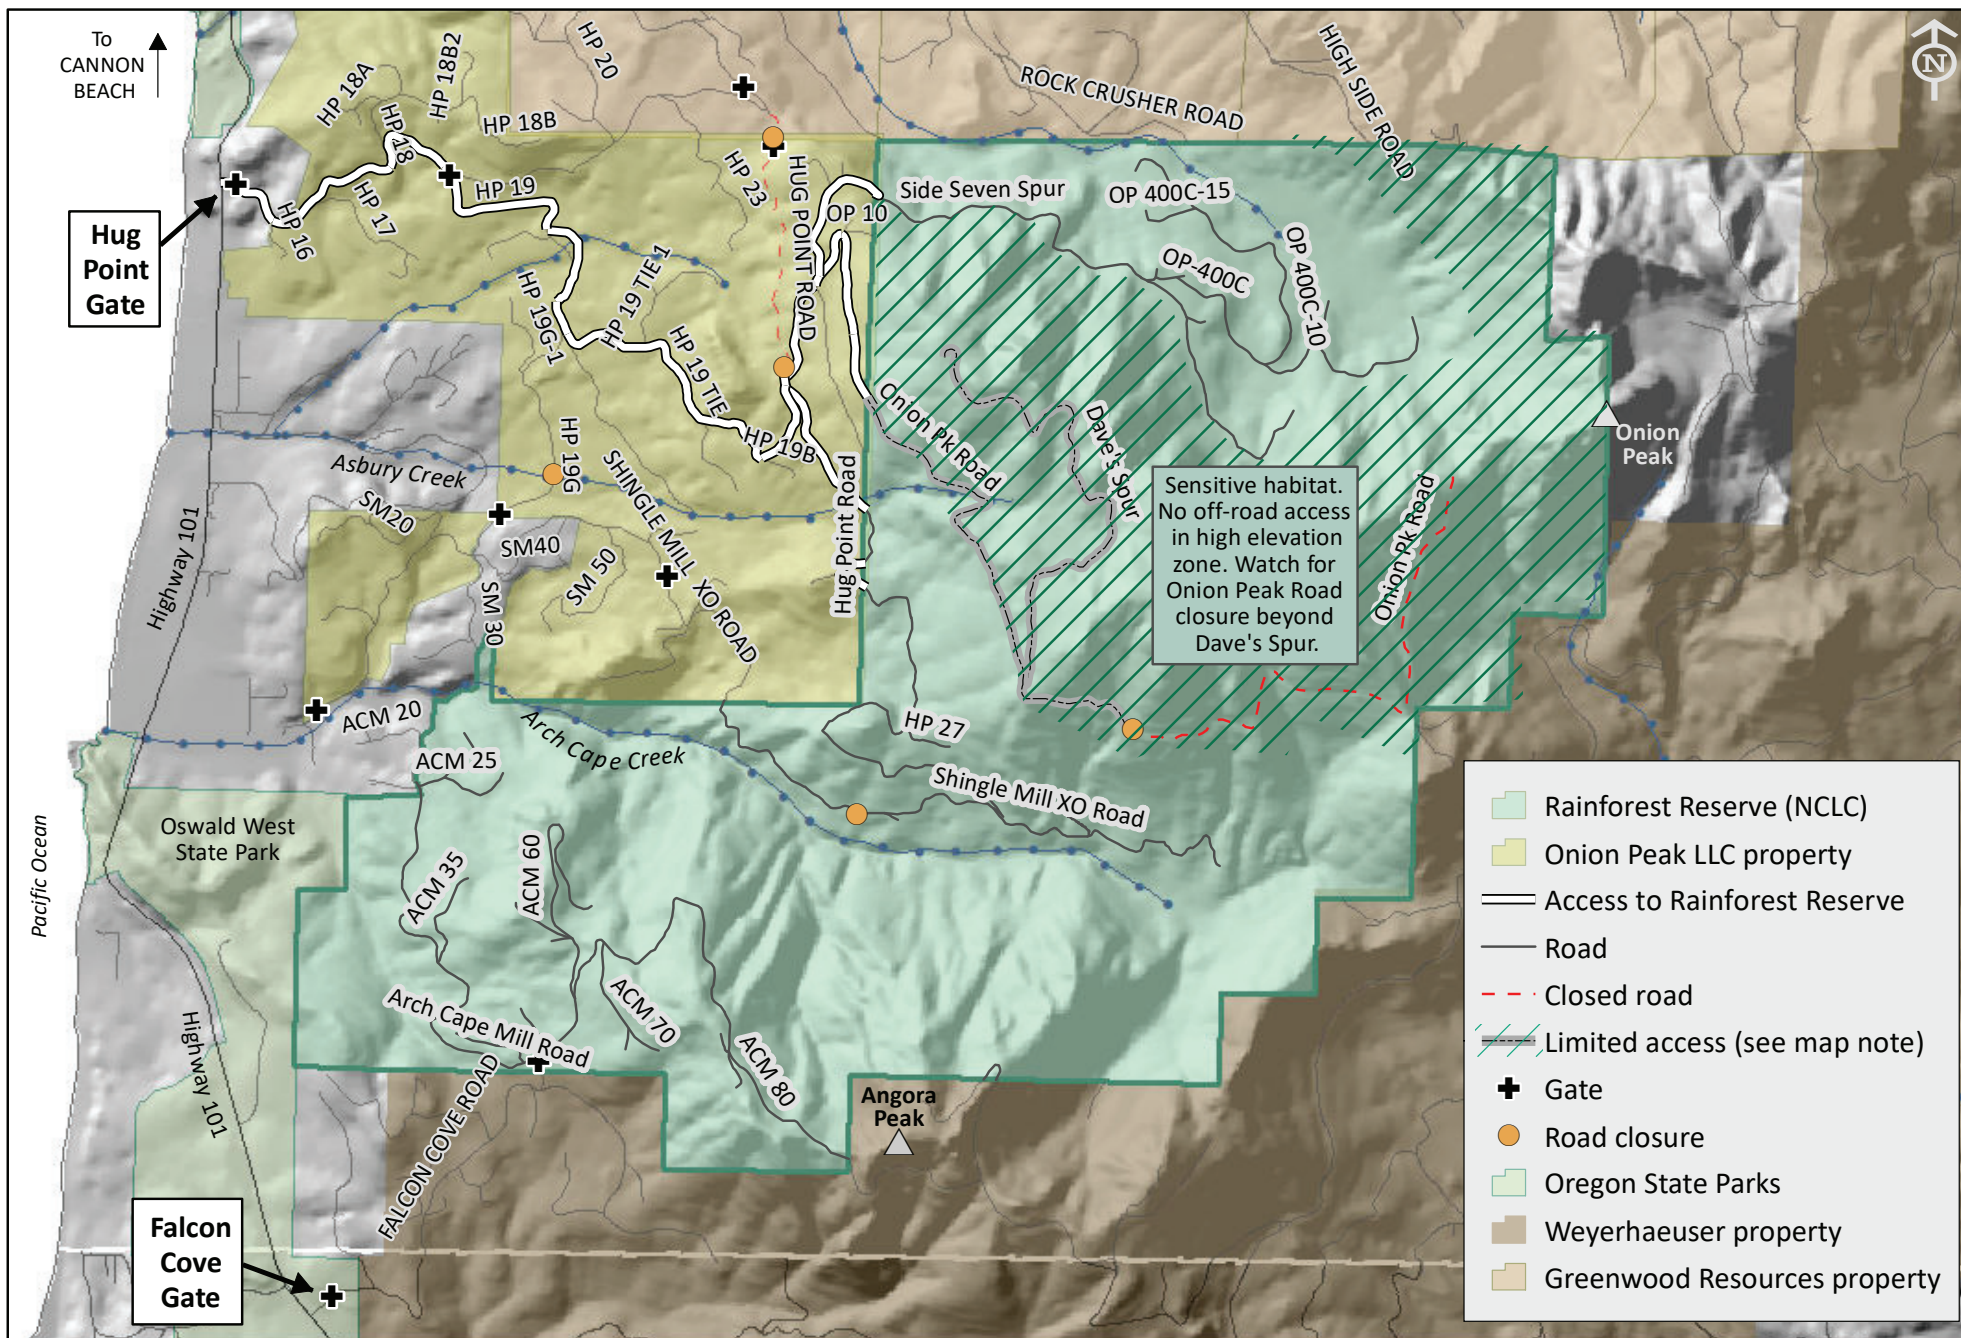 To
CANNON
BEACH
N
HP 18A
HP 18B2
HP 18
HP 18B
HP 20
HP 23
HUG POINT ROAD
ROCK CRUSHER ROAD
HIGH SIDE ROAD
Hug
Point
Gate
HP 16
HP 17
HP 19
OP 10
Side Seven Spur
OP 400C-15
OP-400C
OP 400C-10
HP 19G-1
HP 19 TIE 1
HP 19 TIE
HP 19B
HP 19G
Onion Pk Road
Dave's Spur
Onion
Peak
Asbury Creek
SM20
SM40
SM 50
SM 30
SHINGLE MILL XO ROAD
Hug Point Road
Sensitive habitat.
No off-road access
in high elevation
zone. Watch for
Onion Peak Road
closure beyond
Dave's Spur.
Onion Pk Road
Highway 101
ACM 20
ACM 25
Arch Cape Creek
HP 27
Shingle Mill XO Road
Oswald West
State Park
Pacific Ocean
ACM 35
ACM 60
ACM 70
ACM 80
Arch Cape Mill Road
FALCON COVE ROAD
Highway 101
Angora
Peak
Falcon
Cove
Gate
Rainforest Reserve (NCLC)
Onion Peak LLC property
Access to Rainforest Reserve
Road
Closed road
Limited access (see map note)
Gate
Road closure
Oregon State Parks
Weyerhaeuser property
Greenwood Resources property